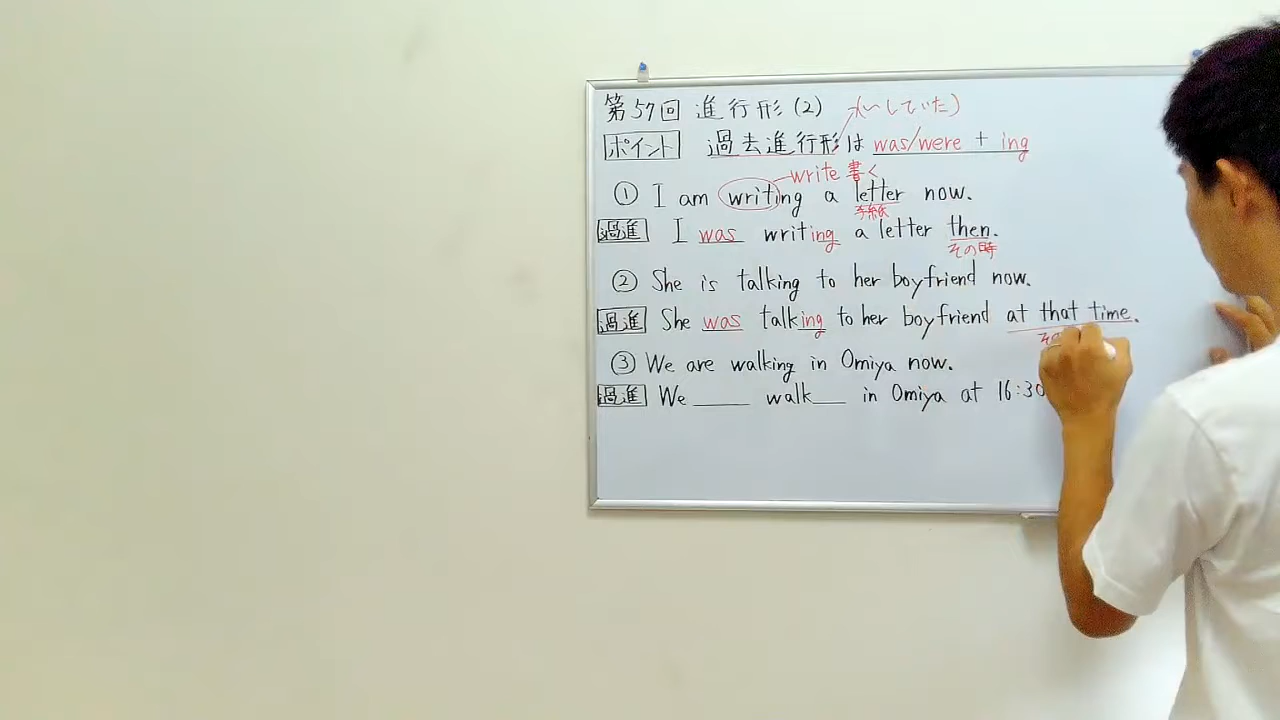 第57回 進行形(2) (~していた)
ポイント 過去進行形は was/were + ing
write 書く
① I am writing a letter now.
手紙
過進 I was writing a letter then.
その時
② She is talking to her boyfriend now.
過進 She was talking to her boyfriend at that time.
その
③ We are walking in Omiya now.
過進 We ____ walk___ in Omiya at 16:30